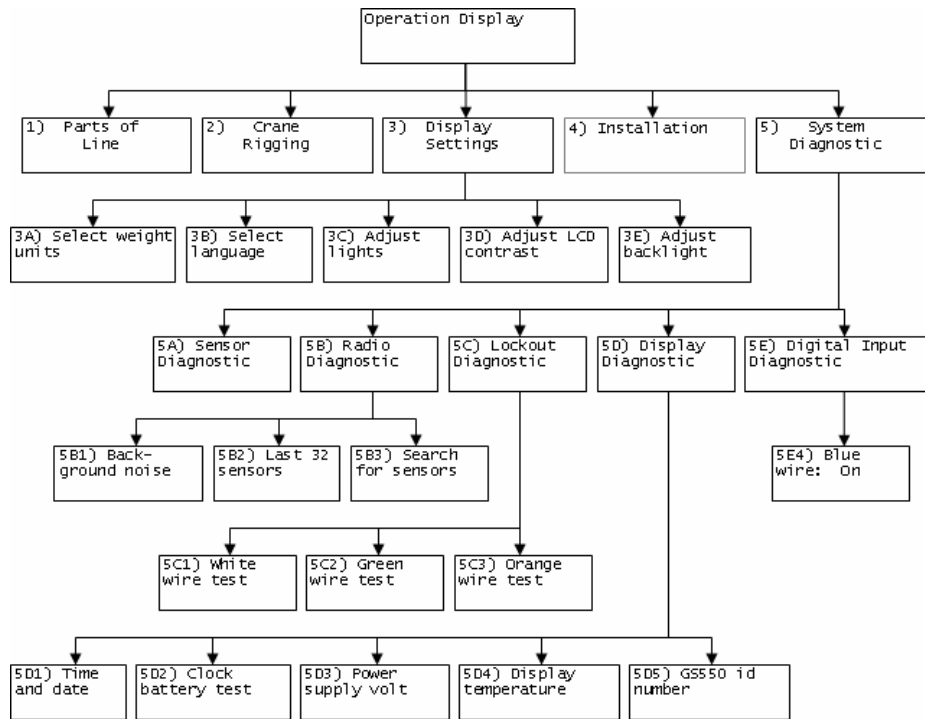 Operation Display
1) Parts of
Line
2) Crane
Rigging
3) Display
Settings
4) Installation
5) System
Diagnostic
3A) Select weight
units
3B) Select
language
3C) Adjust
lights
3D) Adjust LCD
contrast
3E) Adjust
backlight
5A) Sensor
Diagnostic
5B) Radio
Diagnostic
5C) Lockout
Diagnostic
5D) Display
Diagnostic
5E) Digital Input
Diagnostic
5B1) Back-
ground noise
5B2) Last 32
sensors
5B3) Search
for sensors
5E4) Blue
wire: On
5C1) White
wire test
5C2) Green
wire test
5C3) Orange
wire test
5D1) Time
and date
5D2) Clock
battery test
5D3) Power
supply volt
5D4) Display
temperature
5D5) GS550 id
number